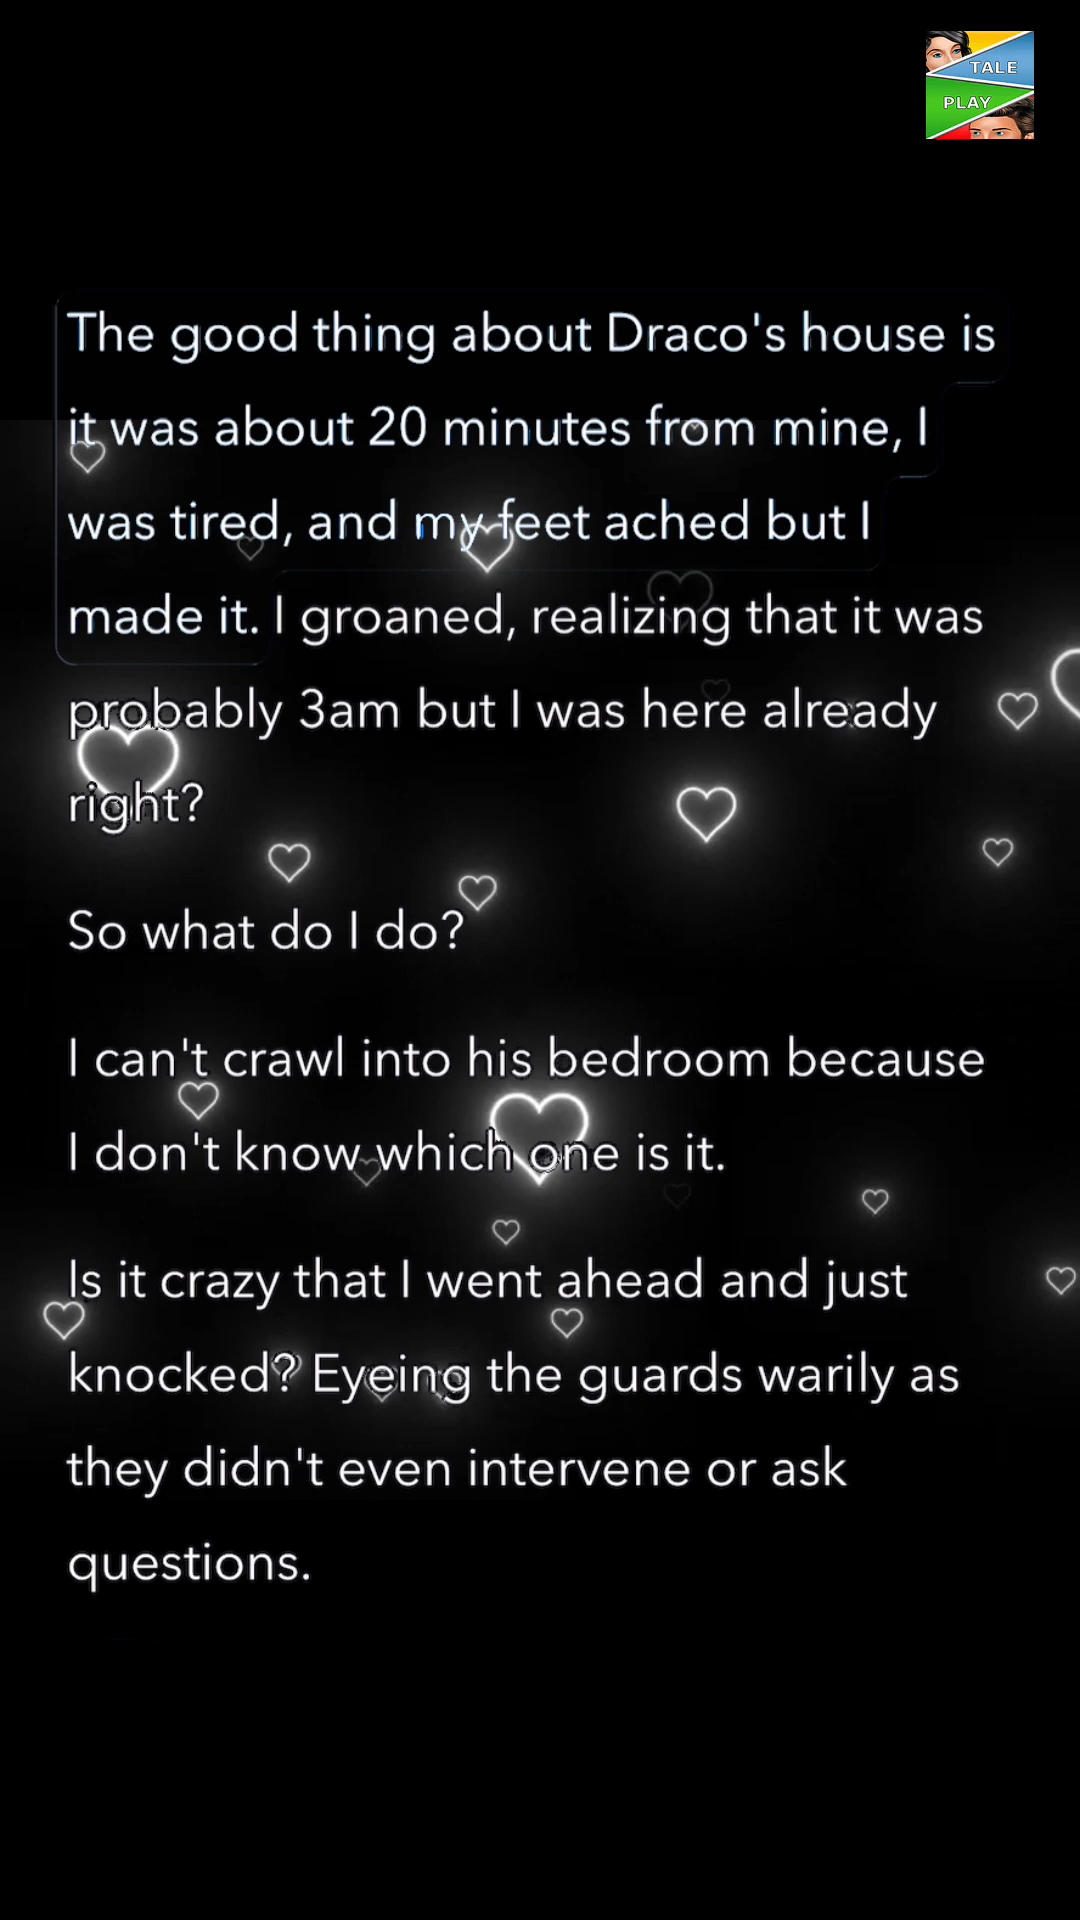 TALE
PLAY
The good thing about Draco's house is
it was about 20 minutes from mine, I
was tired, and my feet ached but I
made it. I groaned, realizing that it was
probably 3am but I was here already
right?
So what do I do?
I can't crawl into his bedroom because
I don't know which one is it.
Is it crazy that I went ahead and just
knocked? Eyeing the guards warily as
they didn't even intervene or ask
questions.